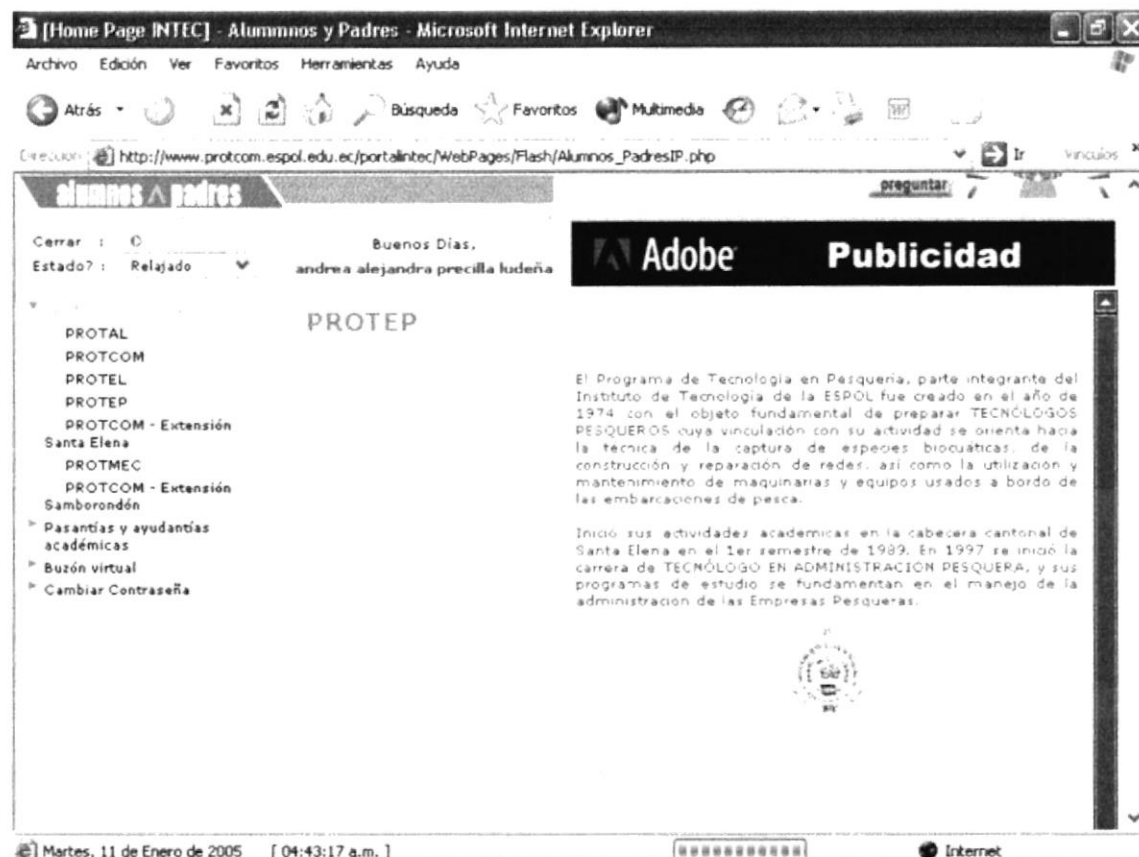 [Home Page INTEC] - Alummnos y Padres - Microsoft Internet Explorer
Archivo Edición Ver Favoritos Herramientas Ayuda
Atrás Búsqueda Favoritos Multimedia
Dirección http://www.protcom.espol.edu.ec/portalintec/WebPages/Flash/Alumnos_PadresIP.php Ir Vínculos
alumnos padres
preguntar
Cerrar :
Estado? : Relajado
Buenos Días,
andrea alejandra precilla ludeña
Adobe Publicidad
PROTAL
PROTCOM
PROTEL
PROTEP
PROTCOM - Extensión
Santa Elena
PROTMEC
PROTCOM - Extensión
Samborondón
Pasantías y ayudantías
académicas
Buzón virtual
Cambiar Contraseña
PROTEP
El Programa de Tecnología en Pesquería, parte integrante del
Instituto de Tecnología de la ESPOL fue creado en el año de
1974 con el objeto fundamental de preparar TECNÓLOGOS
PESQUEROS cuya vinculación con su actividad se orienta hacia
la técnica de la captura de especies biocuáticas, de la
construcción y reparación de redes, así como la utilización y
mantenimiento de maquinarias y equipos usados a bordo de
las embarcaciones de pesca.
Inició sus actividades academicas en la cabecera cantonal de
Santa Elena en el 1er semestre de 1989. En 1997 se inició la
carrera de TECNÓLOGO EN ADMINISTRACIÓN PESQUERA, y sus
programas de estudio se fundamentan en el manejo de la
administracion de las Empresas Pesqueras.
Martes, 11 de Enero de 2005 [ 04:43:17 a.m. ] Internet